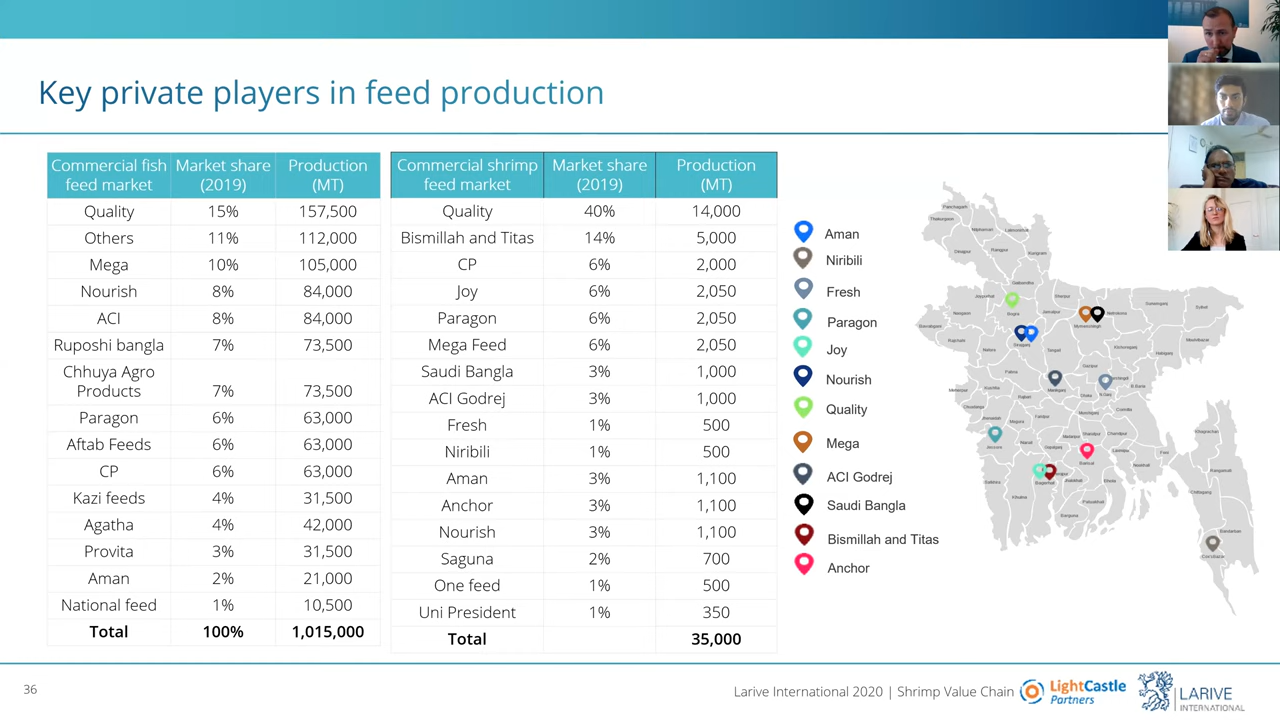 Key private players in feed production
Commercial fish feed market Market share (2019) Production (MT)
Quality 15% 157,500
Others 11% 112,000
Mega 10% 105,000
Nourish 8% 84,000
ACI 8% 84,000
Ruposhi bangla 7% 73,500
Chhuya Agro Products 7% 73,500
Paragon 6% 63,000
Aftab Feeds 6% 63,000
CP 6% 63,000
Kazi feeds 4% 31,500
Agatha 4% 42,000
Provita 3% 31,500
Aman 2% 21,000
National feed 1% 10,500
Total 100% 1,015,000
Commercial shrimp feed market Market share (2019) Production (MT)
Quality 40% 14,000
Bismillah and Titas 14% 5,000
CP 6% 2,000
Joy 6% 2,050
Paragon 6% 2,050
Mega Feed 6% 2,050
Saudi Bangla 3% 1,000
ACI Godrej 3% 1,000
Fresh 1% 500
Niribili 1% 500
Aman 3% 1,100
Anchor 3% 1,100
Nourish 3% 1,100
Saguna 2% 700
One feed 1% 500
Uni President 1% 350
Total 35,000
Aman
Niribili
Fresh
Paragon
Joy
Nourish
Quality
Mega
ACI Godrej
Saudi Bangla
Bismillah and Titas
Anchor
36
Larive International 2020 | Shrimp Value Chain
LightCastle
Partners
LARIVE
INTERNATIONAL